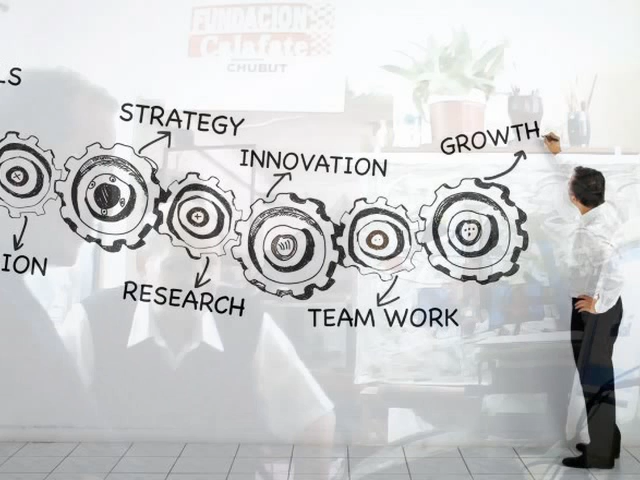 FUNDACION
Calafate
CHUBUT
LS
STRATEGY
INNOVATION
GROWTH
ION
RESEARCH
TEAM WORK